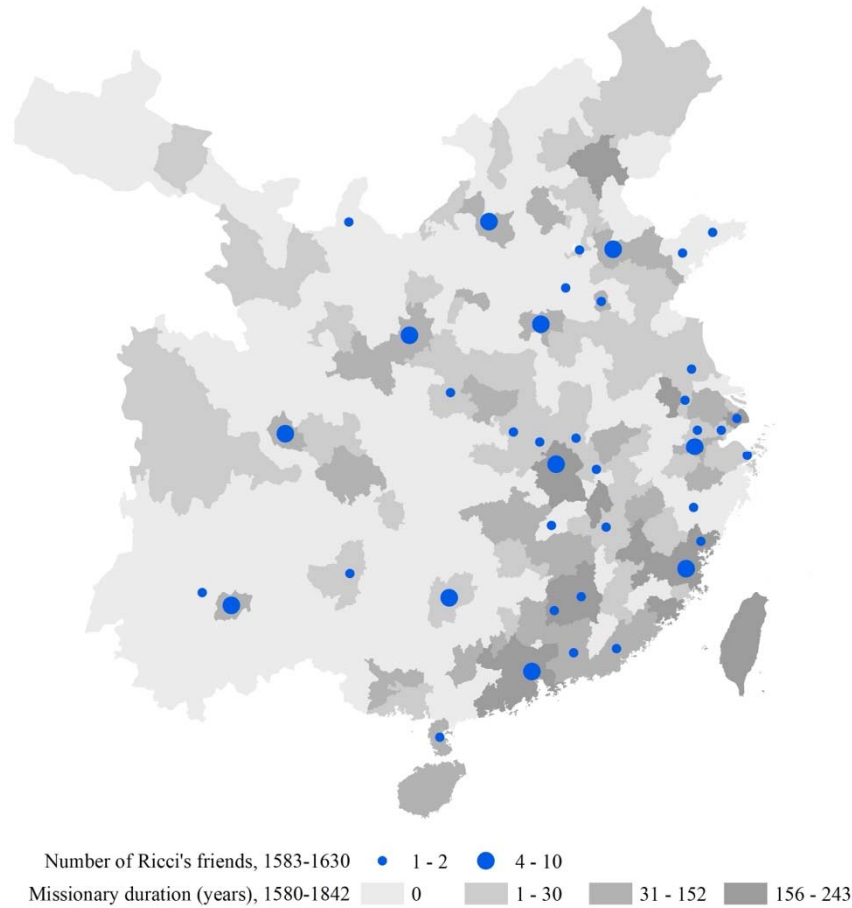 Number of Ricci's friends, 1583-1630 1 - 2 4 - 10
Missionary duration (years), 1580-1842 0 1 - 30 31 - 152 156 - 243